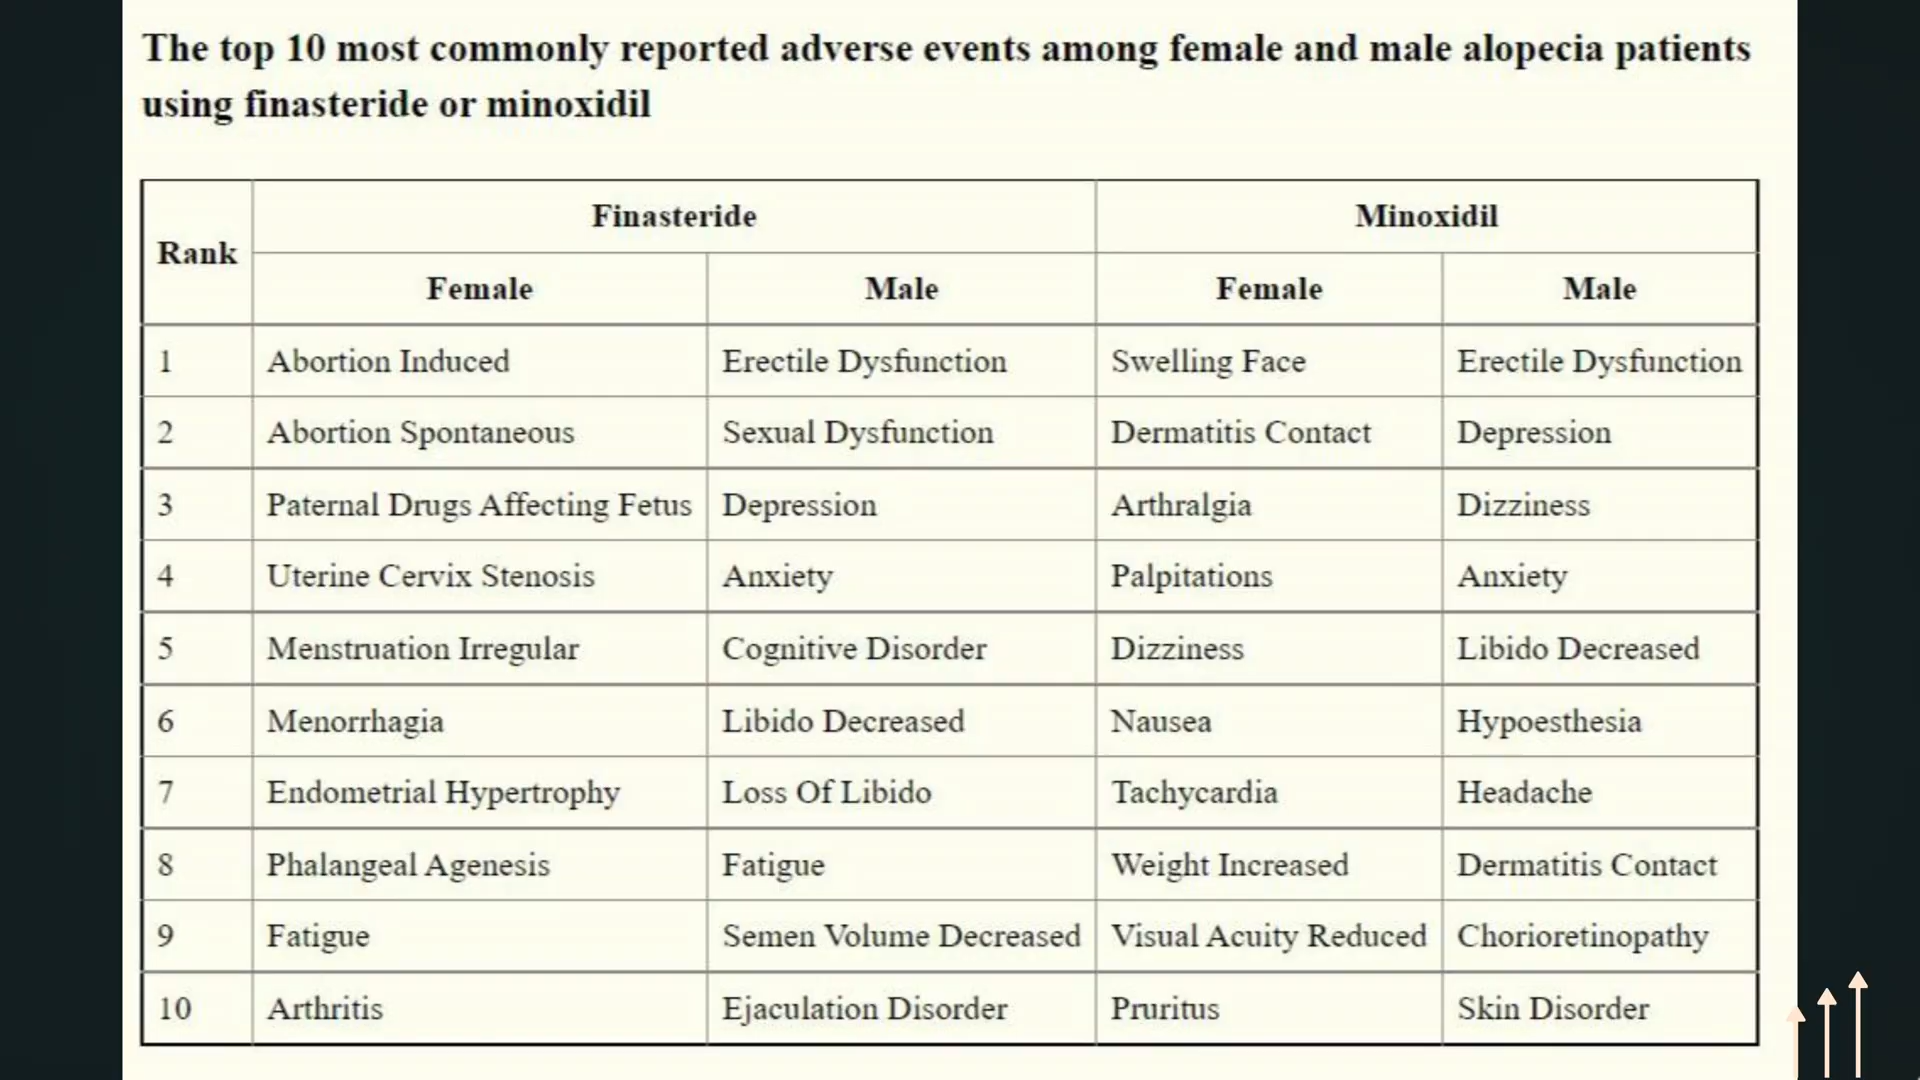 The top 10 most commonly reported adverse events among female and male alopecia patients
using finasteride or minoxidil
Rank Finasteride Minoxidil
Female Male Female Male
1 Abortion Induced Erectile Dysfunction Swelling Face Erectile Dysfunction
2 Abortion Spontaneous Sexual Dysfunction Dermatitis Contact Depression
3 Paternal Drugs Affecting Fetus Depression Arthralgia Dizziness
4 Uterine Cervix Stenosis Anxiety Palpitations Anxiety
5 Menstruation Irregular Cognitive Disorder Dizziness Libido Decreased
6 Menorrhagia Libido Decreased Nausea Hypoesthesia
7 Endometrial Hypertrophy Loss Of Libido Tachycardia Headache
8 Phalangeal Agenesis Fatigue Weight Increased Dermatitis Contact
9 Fatigue Semen Volume Decreased Visual Acuity Reduced Chorioretinopathy
10 Arthritis Ejaculation Disorder Pruritus Skin Disorder